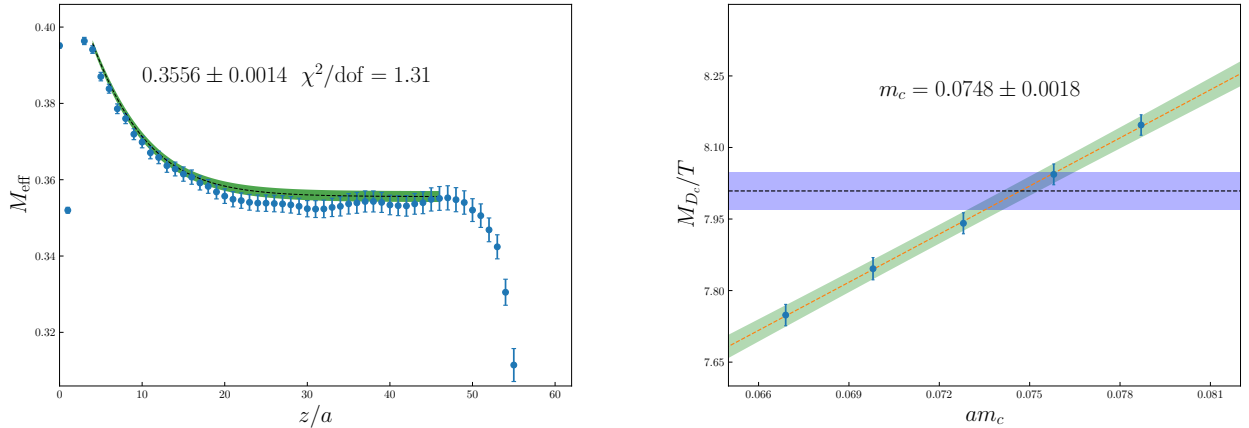 0.40
0.38
0.36
0.34
0.32
M_eff
0.3556 ± 0.0014 χ²/dof = 1.31
0 10 20 30 40 50 60
z/a
8.25
8.10
7.95
7.80
7.65
M_{D_c}/T
m_c = 0.0748 ± 0.0018
0.066 0.069 0.072 0.075 0.078 0.081
am_c